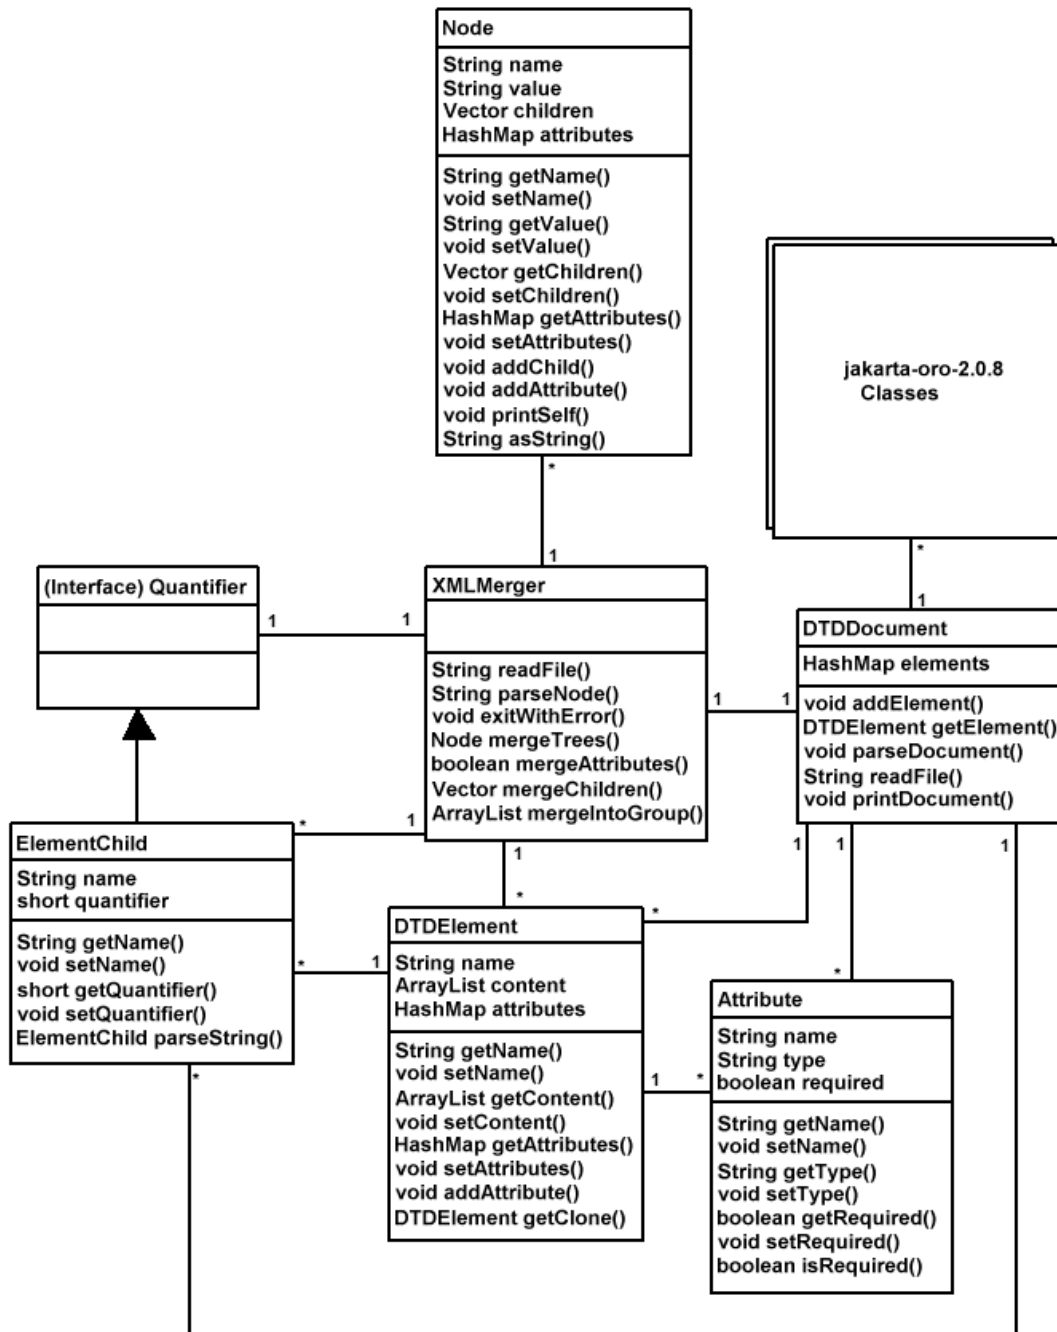 Node
String name
String value
Vector children
HashMap attributes
String getName()
void setName()
String getValue()
void setValue()
Vector getChildren()
void setChildren()
HashMap getAttributes()
void setAttributes()
void addChild()
void addAttribute()
void printSelf()
String asString()
*
1
jakarta-oro-2.0.8
Classes
*
1
(Interface) Quantifier
1
1
XMLMerger
String readFile()
String parseNode()
void exitWithError()
Node mergeTrees()
boolean mergeAttributes()
Vector mergeChildren()
ArrayList mergeIntoGroup()
1
1
DTDDocument
HashMap elements
void addElement()
DTDElement getElement()
void parseDocument()
String readFile()
void printDocument()
*
1
1
*
1
*
1
*
1
ElementChild
String name
short quantifier
String getName()
void setName()
short getQuantifier()
void setQuantifier()
ElementChild parseString()
*
*
1
DTDElement
String name
ArrayList content
HashMap attributes
String getName()
void setName()
ArrayList getContent()
void setContent()
HashMap getAttributes()
void setAttributes()
void addAttribute()
DTDElement getClone()
1
*
Attribute
String name
String type
boolean required
String getName()
void setName()
String getType()
void setType()
boolean getRequired()
void setRequired()
boolean isRequired()